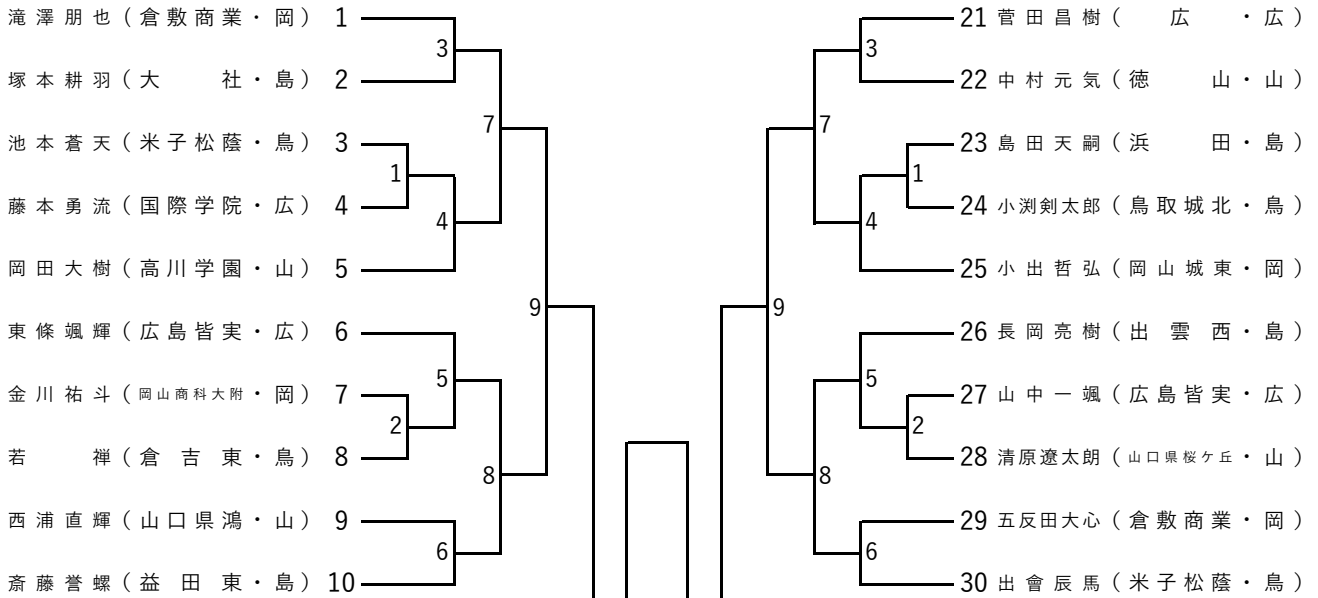 滝澤朋也（倉敷商業・岡） 1
塚本耕羽（大　社・島） 2
池本蒼天（米子松蔭・鳥） 3
藤本勇流（国際学院・広） 4
岡田大樹（高川学園・山） 5
東條颯輝（広島皆実・広） 6
金川祐斗（岡山商科大附・岡） 7
若　禅（倉吉東・鳥） 8
西浦直輝（山口県鴻・山） 9
斎藤誉螺（益田東・島） 10
3
7
1
4
9
5
2
8
6
21 菅田昌樹（　広　・広）
22 中村元気（徳　山・山）
23 島田天嗣（浜　田・島）
24 小渕剣太郎（鳥取城北・鳥）
25 小出哲弘（岡山城東・岡）
26 長岡亮樹（出雲西・島）
27 山中一颯（広島皆実・広）
28 清原遼太朗（山口県桜ケ丘・山）
29 五反田大心（倉敷商業・岡）
30 出會辰馬（米子松蔭・鳥）
3
7
1
4
9
5
2
8
6